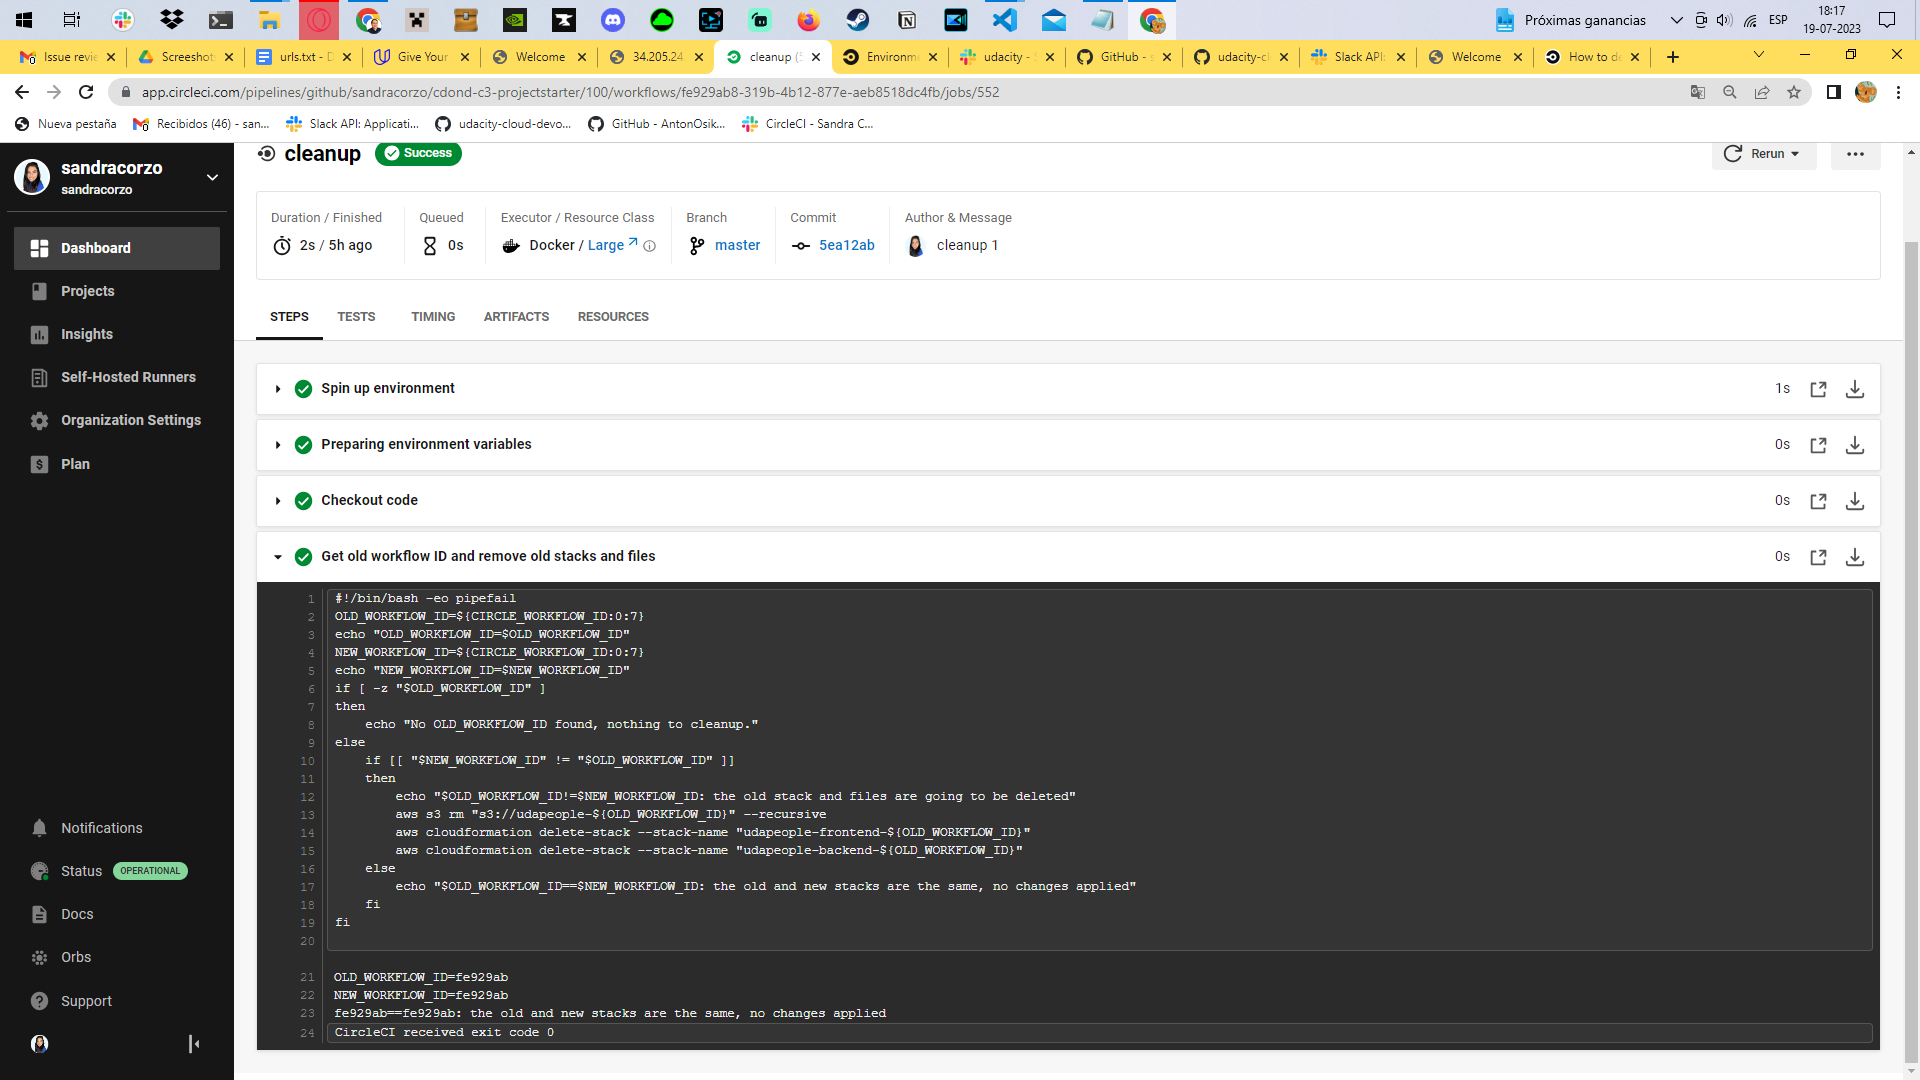 Próximas ganancias
ESP
18:17
19-07-2023
Issue revie
Screeshot
urls.txt - D
Give Your
Welcome
34.205.24
cleanup (5
Environme
udacity - S
GitHub - s
udacity-cl
Slack API:
Welcome
How to de
app.circleci.com/pipelines/github/sandracorzo/cdond-c3-projectstarter/100/workflows/fe929ab8-319b-4b12-877e-aeb8518dc4fb/jobs/552
Nueva pestaña
Recibidos (46) - san...
Slack API: Applicati...
udacity-cloud-devo...
GitHub - AntonOsik...
CircleCI - Sandra C...
sandracorzo
sandracorzo
Dashboard
Projects
Insights
Self-Hosted Runners
Organization Settings
Plan
Notifications
Status OPERATIONAL
Docs
Orbs
Support
cleanup Success
Rerun
Duration / Finished
2s / 5h ago
Queued
0s
Executor / Resource Class
Docker / Large
Branch
master
Commit
5ea12ab
Author & Message
cleanup 1
STEPS TESTS TIMING ARTIFACTS RESOURCES
Spin up environment 1s
Preparing environment variables 0s
Checkout code 0s
Get old workflow ID and remove old stacks and files 0s
1 #!/bin/bash -eo pipefail
2 OLD_WORKFLOW_ID=${CIRCLE_WORKFLOW_ID:0:7}
3 echo "OLD_WORKFLOW_ID=$OLD_WORKFLOW_ID"
4 NEW_WORKFLOW_ID=${CIRCLE_WORKFLOW_ID:0:7}
5 echo "NEW_WORKFLOW_ID=$NEW_WORKFLOW_ID"
6 if [ -z "$OLD_WORKFLOW_ID" ]
7 then
8 echo "No OLD_WORKFLOW_ID found, nothing to cleanup."
9 else
10 if [[ "$NEW_WORKFLOW_ID" != "$OLD_WORKFLOW_ID" ]]
11 then
12 echo "$OLD_WORKFLOW_ID!=$NEW_WORKFLOW_ID: the old stack and files are going to be deleted"
13 aws s3 rm "s3://udapeople-${OLD_WORKFLOW_ID}" --recursive
14 aws cloudformation delete-stack --stack-name "udapeople-frontend-${OLD_WORKFLOW_ID}"
15 aws cloudformation delete-stack --stack-name "udapeople-backend-${OLD_WORKFLOW_ID}"
16 else
17 echo "$OLD_WORKFLOW_ID==$NEW_WORKFLOW_ID: the old and new stacks are the same, no changes applied"
18 fi
19 fi
20
21 OLD_WORKFLOW_ID=fe929ab
22 NEW_WORKFLOW_ID=fe929ab
23 fe929ab==fe929ab: the old and new stacks are the same, no changes applied
24 CircleCI received exit code 0